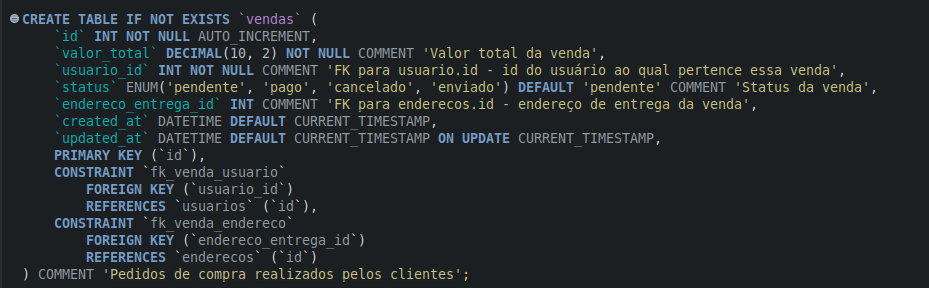 CREATE TABLE IF NOT EXISTS `vendas` (
    `id` INT NOT NULL AUTO_INCREMENT,
    `valor_total` DECIMAL(10, 2) NOT NULL COMMENT 'Valor total da venda',
    `usuario_id` INT NOT NULL COMMENT 'FK para usuario.id - id do usuário ao qual pertence essa venda',
    `status` ENUM('pendente', 'pago', 'cancelado', 'enviado') DEFAULT 'pendente' COMMENT 'Status da venda',
    `endereco_entrega_id` INT COMMENT 'FK para enderecos.id - endereço de entrega da venda',
    `created_at` DATETIME DEFAULT CURRENT_TIMESTAMP,
    `updated_at` DATETIME DEFAULT CURRENT_TIMESTAMP ON UPDATE CURRENT_TIMESTAMP,
    PRIMARY KEY (`id`),
    CONSTRAINT `fk_venda_usuario`
        FOREIGN KEY (`usuario_id`)
        REFERENCES `usuarios` (`id`),
    CONSTRAINT `fk_venda_endereco`
        FOREIGN KEY (`endereco_entrega_id`)
        REFERENCES `enderecos` (`id`)
) COMMENT 'Pedidos de compra realizados pelos clientes';